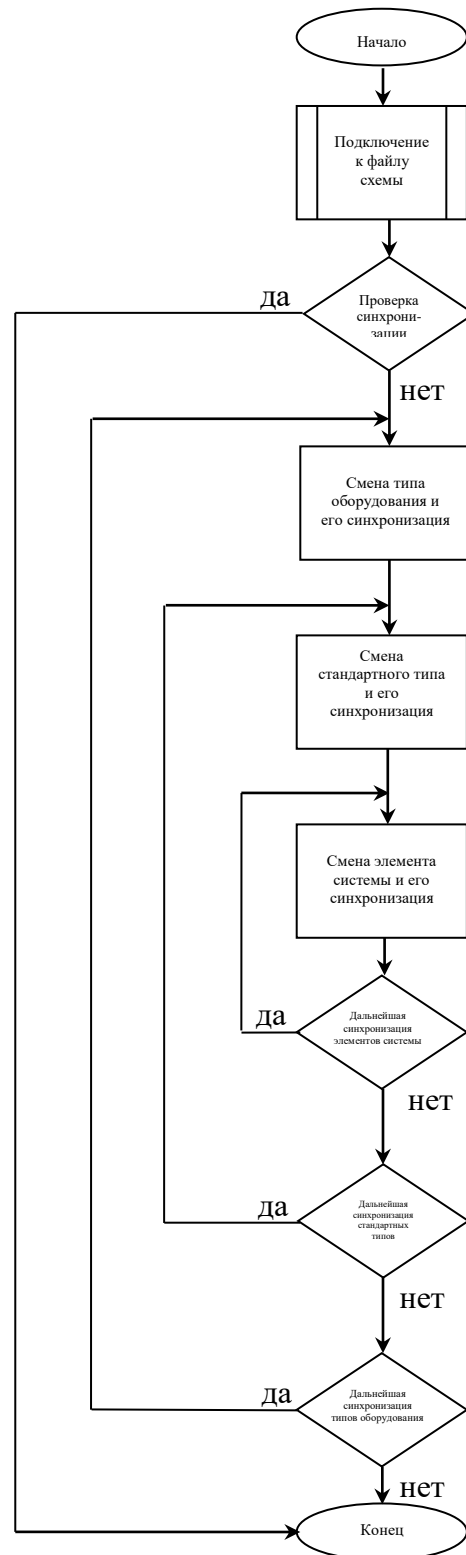 Начало
Подключение
к файлу
схемы
да
Проверка
синхрони-
зации
нет
Смена типа
оборудования и
его синхронизация
Смена
стандартного типа
и его
синхронизация
Смена элемента
системы и его
синхронизация
да
Дальнейшая
синхронизация
элементов системы
нет
да
Дальнейшая
синхронизация
стандартных
типов
нет
да
Дальнейшая
синхронизация
типов оборудования
нет
Конец